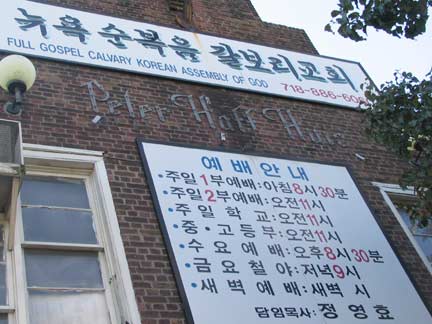 뉴욕순복음 갈보리교회
FULL GOSPEL CALVARY KOREAN ASSEMBLY OF GOD 718-886-60
Peter Hoff
예배안내
·주일1부예배:아침8시30분
·주일2부예배:오전11시
·주일학교:오전11시
·중·고등부:오전11시
·수요예배:오후8시30분
·금요철야:저녁9시
·새벽예배:새벽 시
담임목사:정영효